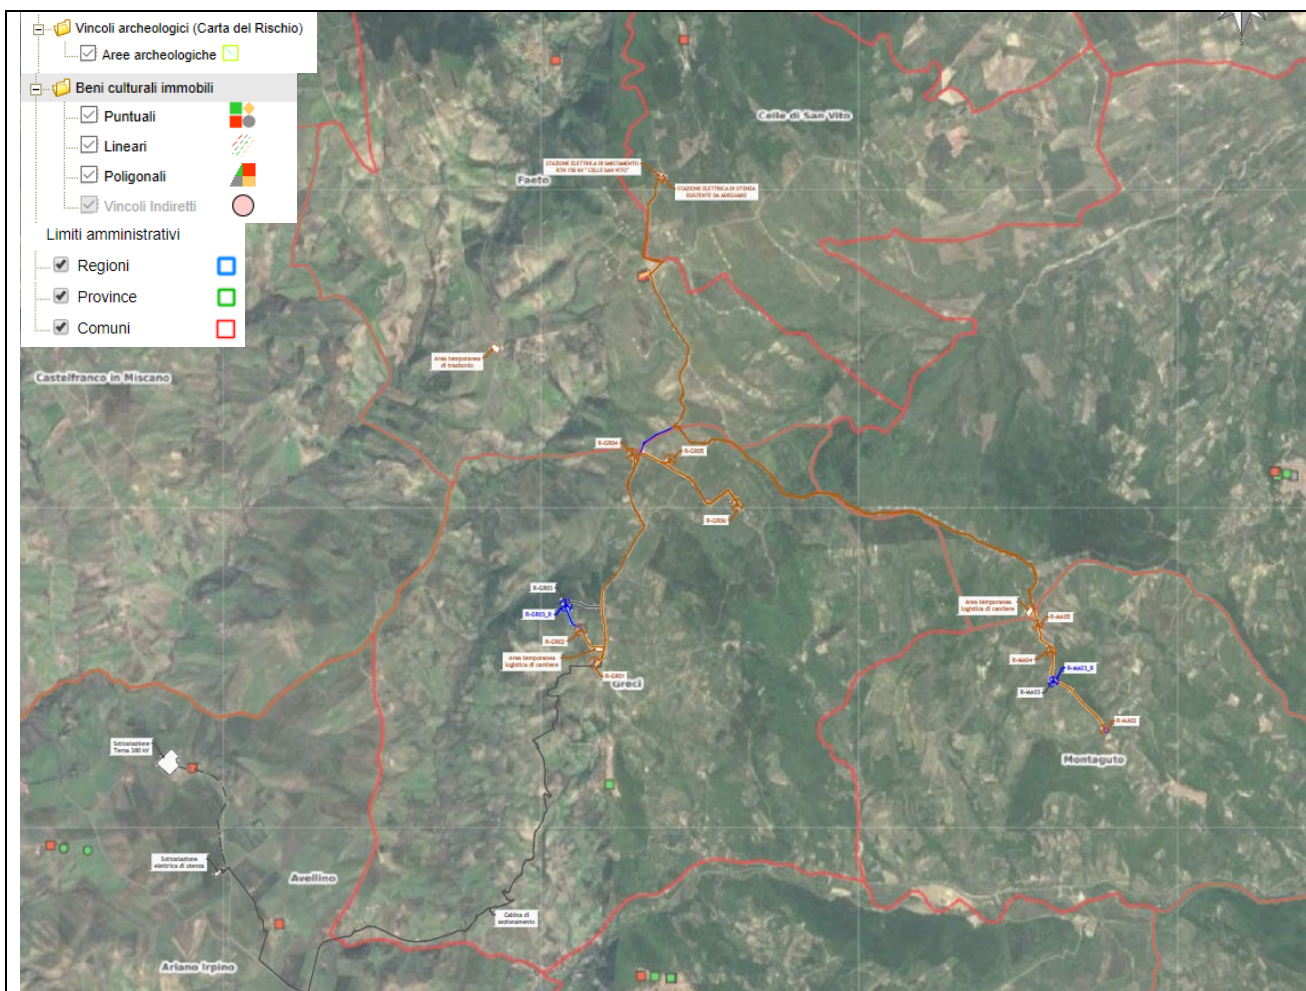 Vincoli archeologici (Carta del Rischio)
Aree archeologiche
Beni culturali immobili
Puntuali
Lineari
Poligonali
Vincoli Indiretti
Limiti amministrativi
Regioni
Province
Comuni
S
Celle di San Vito
STAZIONE ELETTRICA DI SMISTAMENTO
RTN 150 kV " CELLE SAN VITO"
Faeto
STAZIONE ELETTRICA DI UTENZA
ESISTENTE DA ADEGUARE
Area temporanea
di trasbordo
Castelfranco in Miscano
R-GR04
R-GR05
R-GR06
R-GR03
R-GR03_R
R-GR02
Area temporanea
logistica di cantiere
R-GR01
Greci
Area temporanea
logistica di cantiere
R-MA05
R-MA04
R-MA03_R
R-MA03
R-MA02
Montaguto
Sottostazione
Terna 380 kV
Sottostazione
elettrica di utenza
Avellino
Cabina di
sezionamento
Ariano Irpino